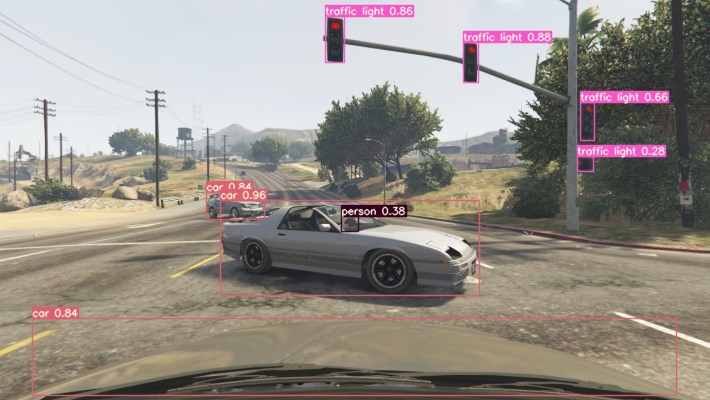 traffic light 0.86
traffic light 0.88
traffic light 0.66
traffic light 0.28
car 0.84
car 0.96
person 0.38
car 0.84